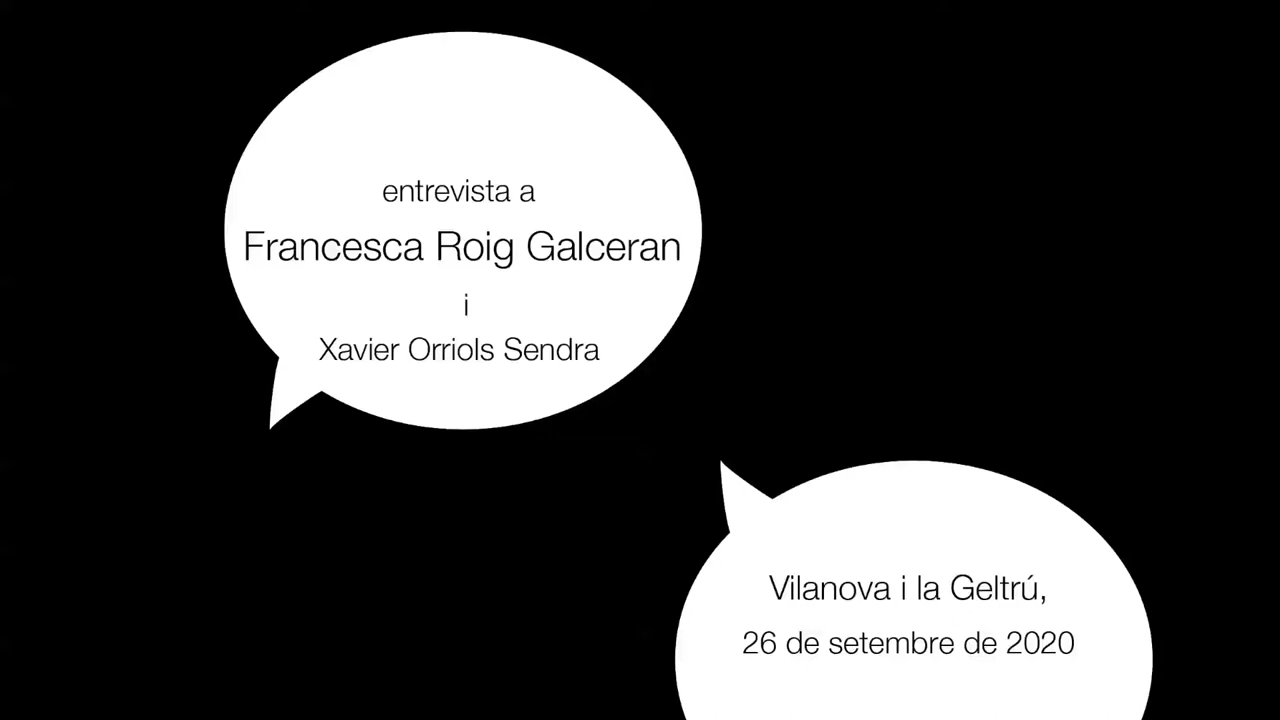 entrevista a
Francesca Roig Galceran
i
Xavier Orriols Sendra
Vilanova i la Geltrú,
26 de setembre de 2020